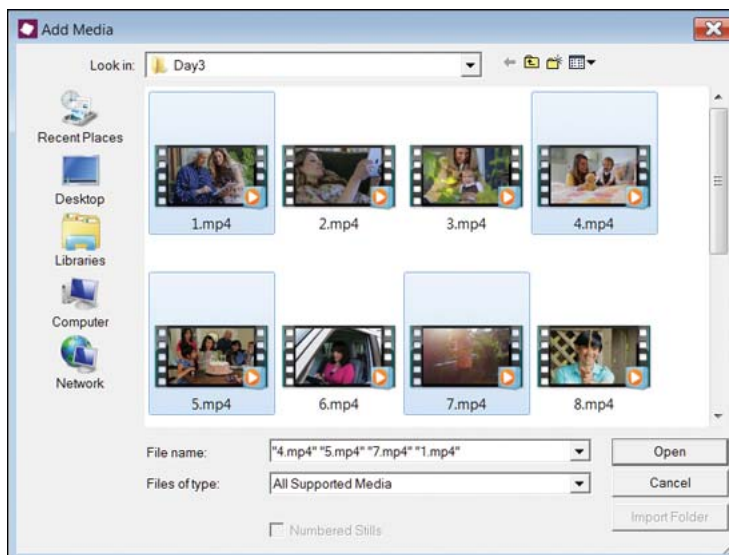 Add Media
Look in: Day3
Recent Places
Desktop
Libraries
Computer
Network
1.mp4 2.mp4 3.mp4 4.mp4
5.mp4 6.mp4 7.mp4 8.mp4
File name: "4.mp4" "5.mp4" "7.mp4" "1.mp4" Open
Files of type: All Supported Media Cancel
Numbered Stills Import Folder